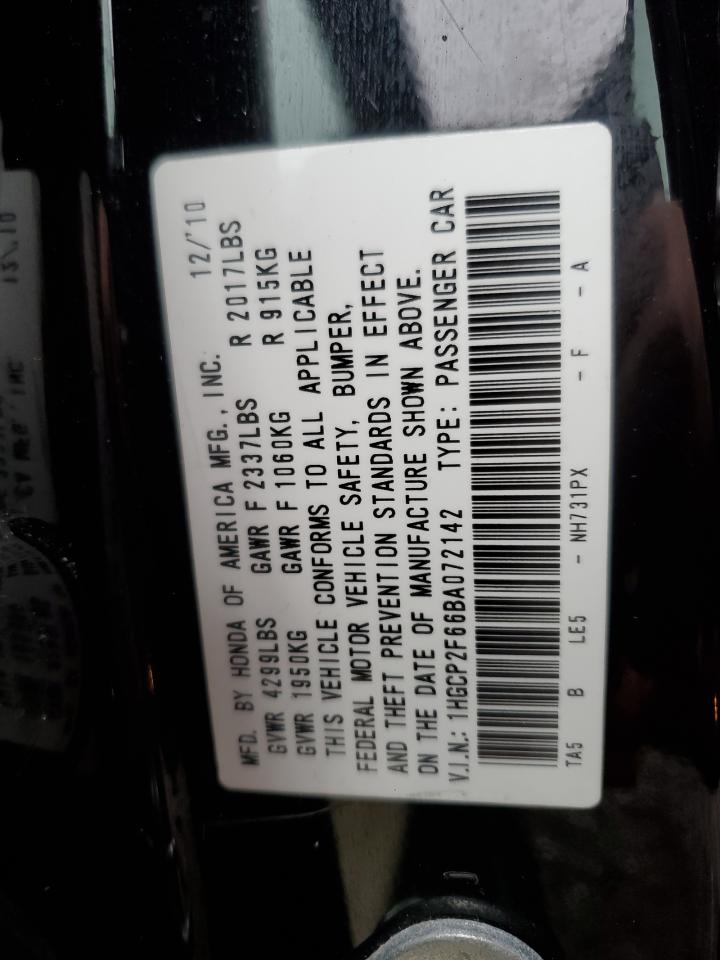 MFD. BY HONDA OF AMERICA MFG., INC. 12/'10
GVWR 4299LBS GAWR F 2337LBS R 2017LBS
GVWR 1950KG GAWR F 1060KG R 915KG
THIS VEHICLE CONFORMS TO ALL APPLICABLE
FEDERAL MOTOR VEHICLE SAFETY, BUMPER,
AND THEFT PREVENTION STANDARDS IN EFFECT
ON THE DATE OF MANUFACTURE SHOWN ABOVE.
V.I.N.: 1HGCP2F66BA072142 TYPE: PASSENGER CAR
TA5 B LE5 - NH731PX - F - A